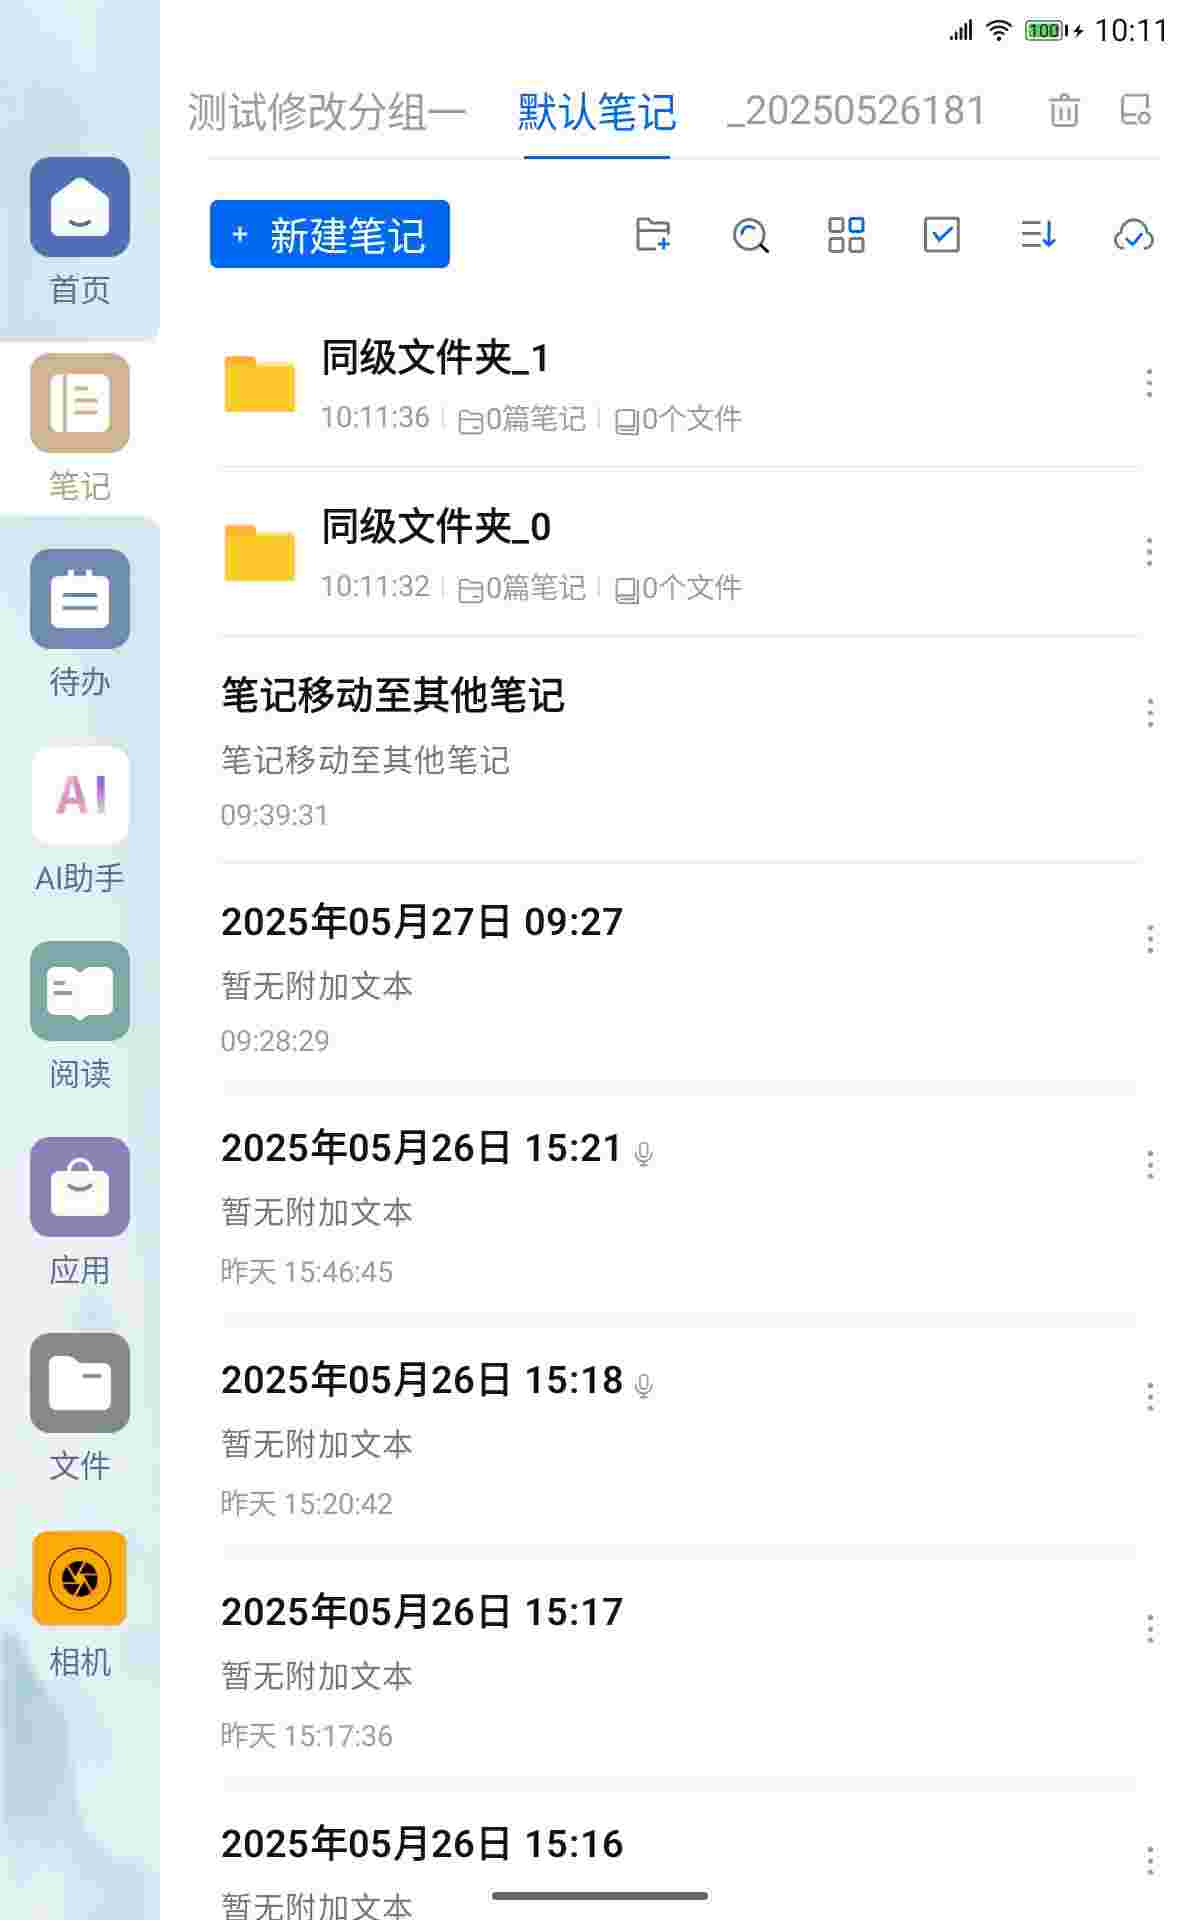 100 10:11
测试修改分组一 默认笔记 _20250526181
+ 新建笔记
首页
笔记
待办
AI
AI助手
阅读
应用
文件
相机
同级文件夹_1
10:11:36 0篇笔记 0个文件
同级文件夹_0
10:11:32 0篇笔记 0个文件
笔记移动至其他笔记
笔记移动至其他笔记
09:39:31
2025年05月27日 09:27
暂无附加文本
09:28:29
2025年05月26日 15:21
暂无附加文本
昨天 15:46:45
2025年05月26日 15:18
暂无附加文本
昨天 15:20:42
2025年05月26日 15:17
暂无附加文本
昨天 15:17:36
2025年05月26日 15:16
暂无附加文本